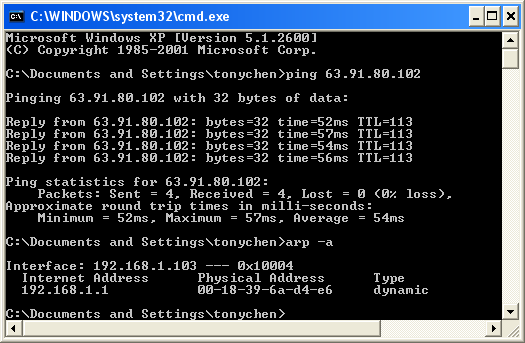 C:\WINDOWS\system32\cmd.exe
Microsoft Windows XP [Version 5.1.2600]
(C) Copyright 1985-2001 Microsoft Corp.
C:\Documents and Settings\tonychen>ping 63.91.80.102
Pinging 63.91.80.102 with 32 bytes of data:
Reply from 63.91.80.102: bytes=32 time=52ms TTL=113
Reply from 63.91.80.102: bytes=32 time=57ms TTL=113
Reply from 63.91.80.102: bytes=32 time=54ms TTL=113
Reply from 63.91.80.102: bytes=32 time=56ms TTL=113
Ping statistics for 63.91.80.102:
    Packets: Sent = 4, Received = 4, Lost = 0 (0% loss),
Approximate round trip times in milli-seconds:
    Minimum = 52ms, Maximum = 57ms, Average = 54ms
C:\Documents and Settings\tonychen>arp -a
Interface: 192.168.1.103 --- 0x10004
  Internet Address      Physical Address      Type
  192.168.1.1           00-18-39-6a-d4-e6     dynamic
C:\Documents and Settings\tonychen>